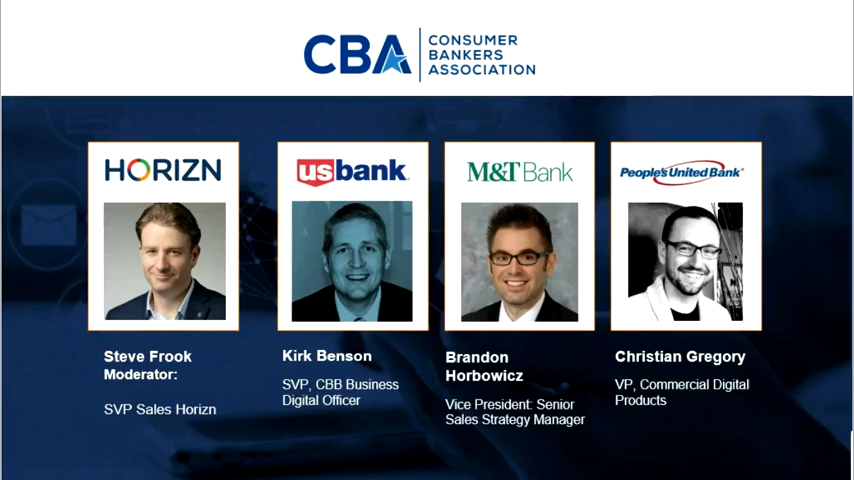 CBA
CONSUMER
BANKERS
ASSOCIATION
HORIZN
usbank
M&T Bank
People's United Bank
Steve Frook
Moderator:
SVP Sales Horizn
Kirk Benson
SVP, CBB Business
Digital Officer
Brandon
Horbowicz
Vice President: Senior
Sales Strategy Manager
Christian Gregory
VP, Commercial Digital
Products